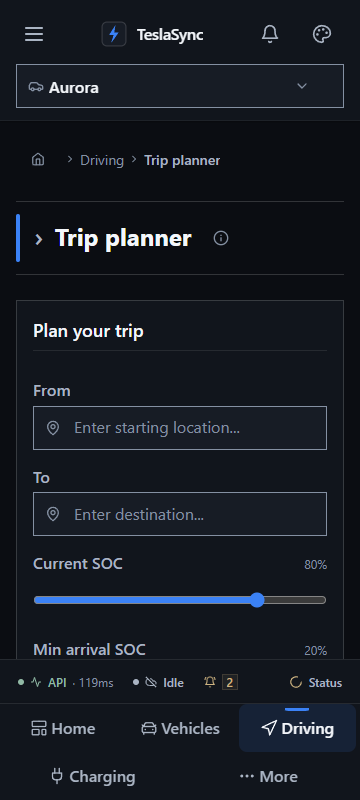 TeslaSync
Aurora
Driving
Trip planner
Trip planner
Plan your trip
From
Enter starting location...
To
Enter destination...
Current SOC 80%
Min arrival SOC 20%
API · 119ms Idle 2 Status
Home Vehicles Driving
Charging More